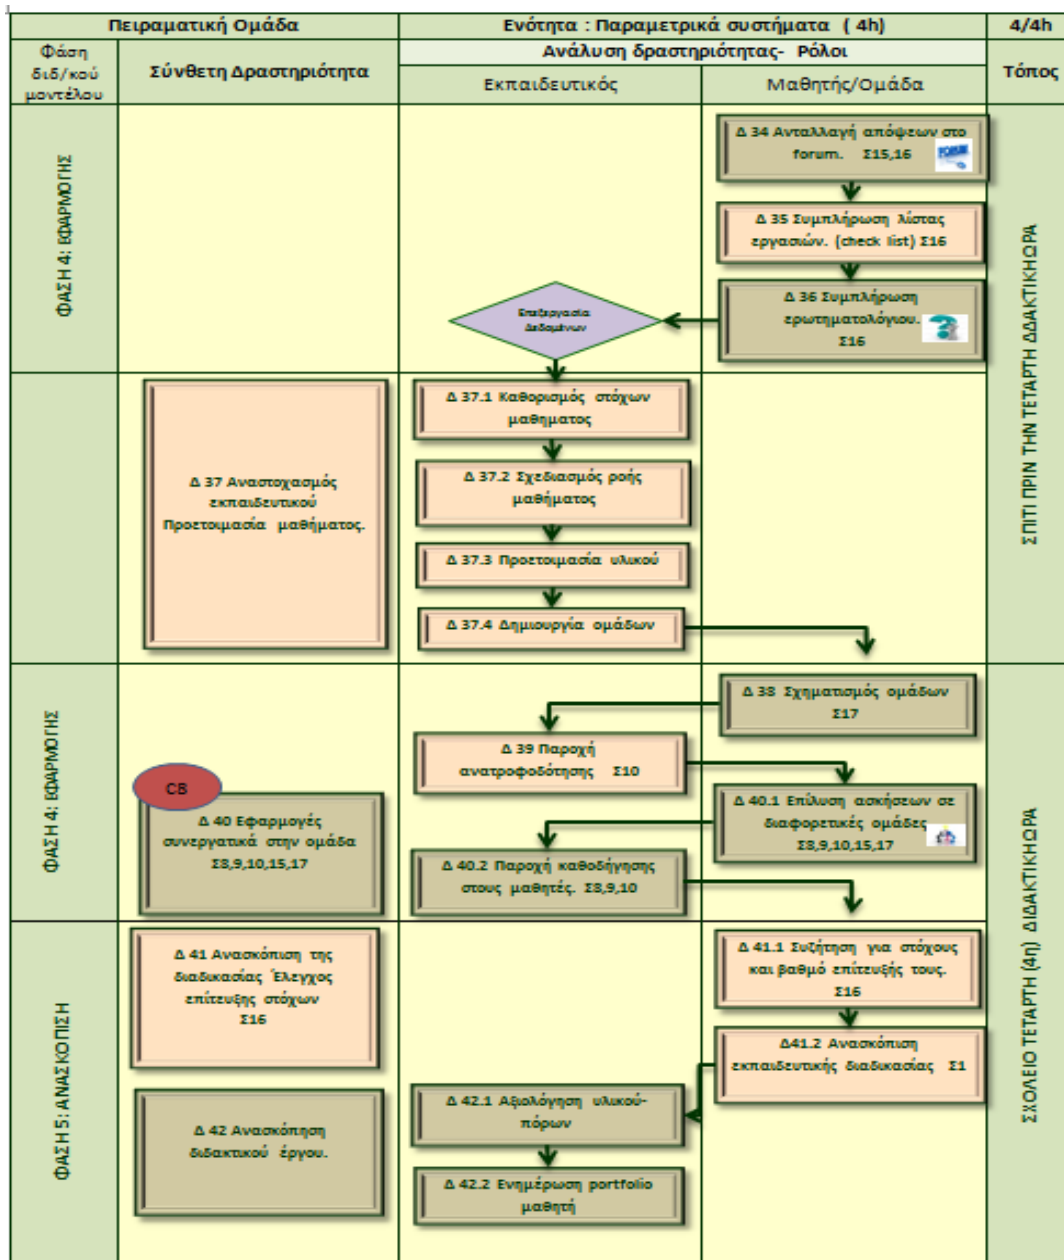 Πειραματική Ομάδα
Ενότητα : Παραμετρικά συστήματα ( 4h)
4/4h
Φάση
διδ/κού
μοντέλου
Σύνθετη Δραστηριότητα
Ανάλυση δραστηριότητας- Ρόλοι
Εκπαιδευτικός
Μαθητής/Ομάδα
Τόπος
ΦΑΣΗ 4: ΕΦΑΡΜΟΓΗΣ
Δ 34 Ανταλλαγή απόψεων στο
forum. Σ15,16
FORUM
Δ 35 Συμπλήρωση λίστας
εργασιών. (check list) Σ16
Δ 36 Συμπλήρωση
ερωτηματολόγιου.
Σ16
Επεξεργασία
Δεδομένων
ΣΠΙΤΙ ΠΡΙΝ ΤΗΝ ΤΕΤΑΡΤΗ ΔΔΑΚΤΙΚΗ ΩΡΑ
Δ 37 Αναστοχασμός
εκπαιδευτικού
Προετοιμασία μαθήματος.
Δ 37.1 Καθορισμός στόχων
μαθηματος
Δ 37.2 Σχεδιασμός ροής
μαθήματος
Δ 37.3 Προετοιμασία υλικού
Δ 37.4 Δημιουργία ομάδων
ΦΑΣΗ 4: ΕΦΑΡΜΟΓΗΣ
Δ 38 Σχηματισμός ομάδων
Σ17
Δ 39 Παροχή
ανατροφοδότησης Σ10
CB
Δ 40 Εφαρμογές
συνεργατικά στην ομάδα
Σ8,9,10,15,17
Δ 40.1 Επίλυση ασκήσεων σε
διαφορετικές ομάδες
Σ8,9,10,15,17
Δ 40.2 Παροχή καθοδήγησης
στους μαθητές. Σ8,9,10
ΣΧΟΛΕΙΟ ΤΕΤΑΡΤΗ (4η) ΔΙΔΑΚΤΙΚΗ ΩΡΑ
ΦΑΣΗ 5: ΑΝΑΣΚΟΠΙΣΗ
Δ 41 Ανασκόπιση της
διαδικασίας Έλεγχος
επίτευξης στόχων
Σ16
Δ 41.1 Συζήτηση για στόχους
και βαθμό επίτευξής τους.
Σ16
Δ41.2 Ανασκόπιση
εκπαιδευτικής διαδικασίας Σ1
Δ 42 Ανασκόπηση
διδακτικού έργου.
Δ 42.1 Αξιολόγηση υλικού-
πόρων
Δ 42.2 Ενημέρωση portfolio
μαθητή